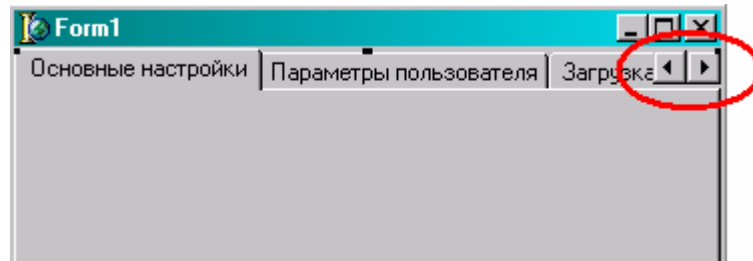 Form1
Основные настройки Параметры пользователя Загрузка